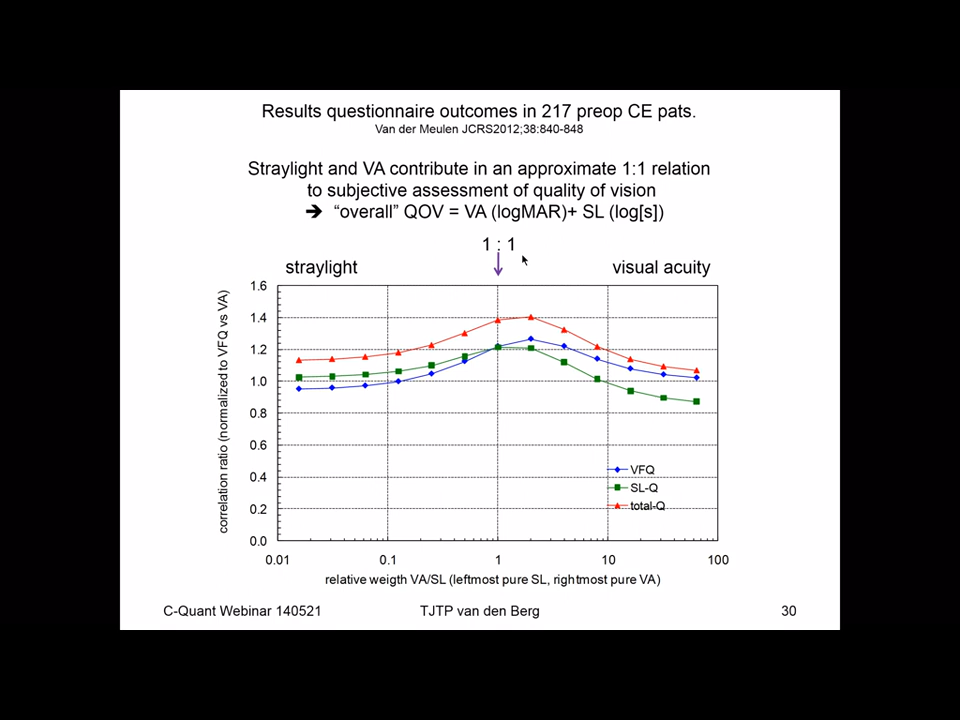 Results questionnaire outcomes in 217 preop CE pats.
Van der Meulen JCRS2012;38:840-848
Straylight and VA contribute in an approximate 1:1 relation
to subjective assessment of quality of vision
➔ “overall” QOV = VA (logMAR)+ SL (log[s])
1 : 1
straylight
visual acuity
correlation ratio (normalized to VFQ vs VA)
1.6
1.4
1.2
1.0
0.8
0.6
0.4
0.2
0.0
VFQ
SL-Q
total-Q
0.01 0.1 1 10 100
relative weigth VA/SL (leftmost pure SL, rightmost pure VA)
C-Quant Webinar 140521 TJTP van den Berg 30